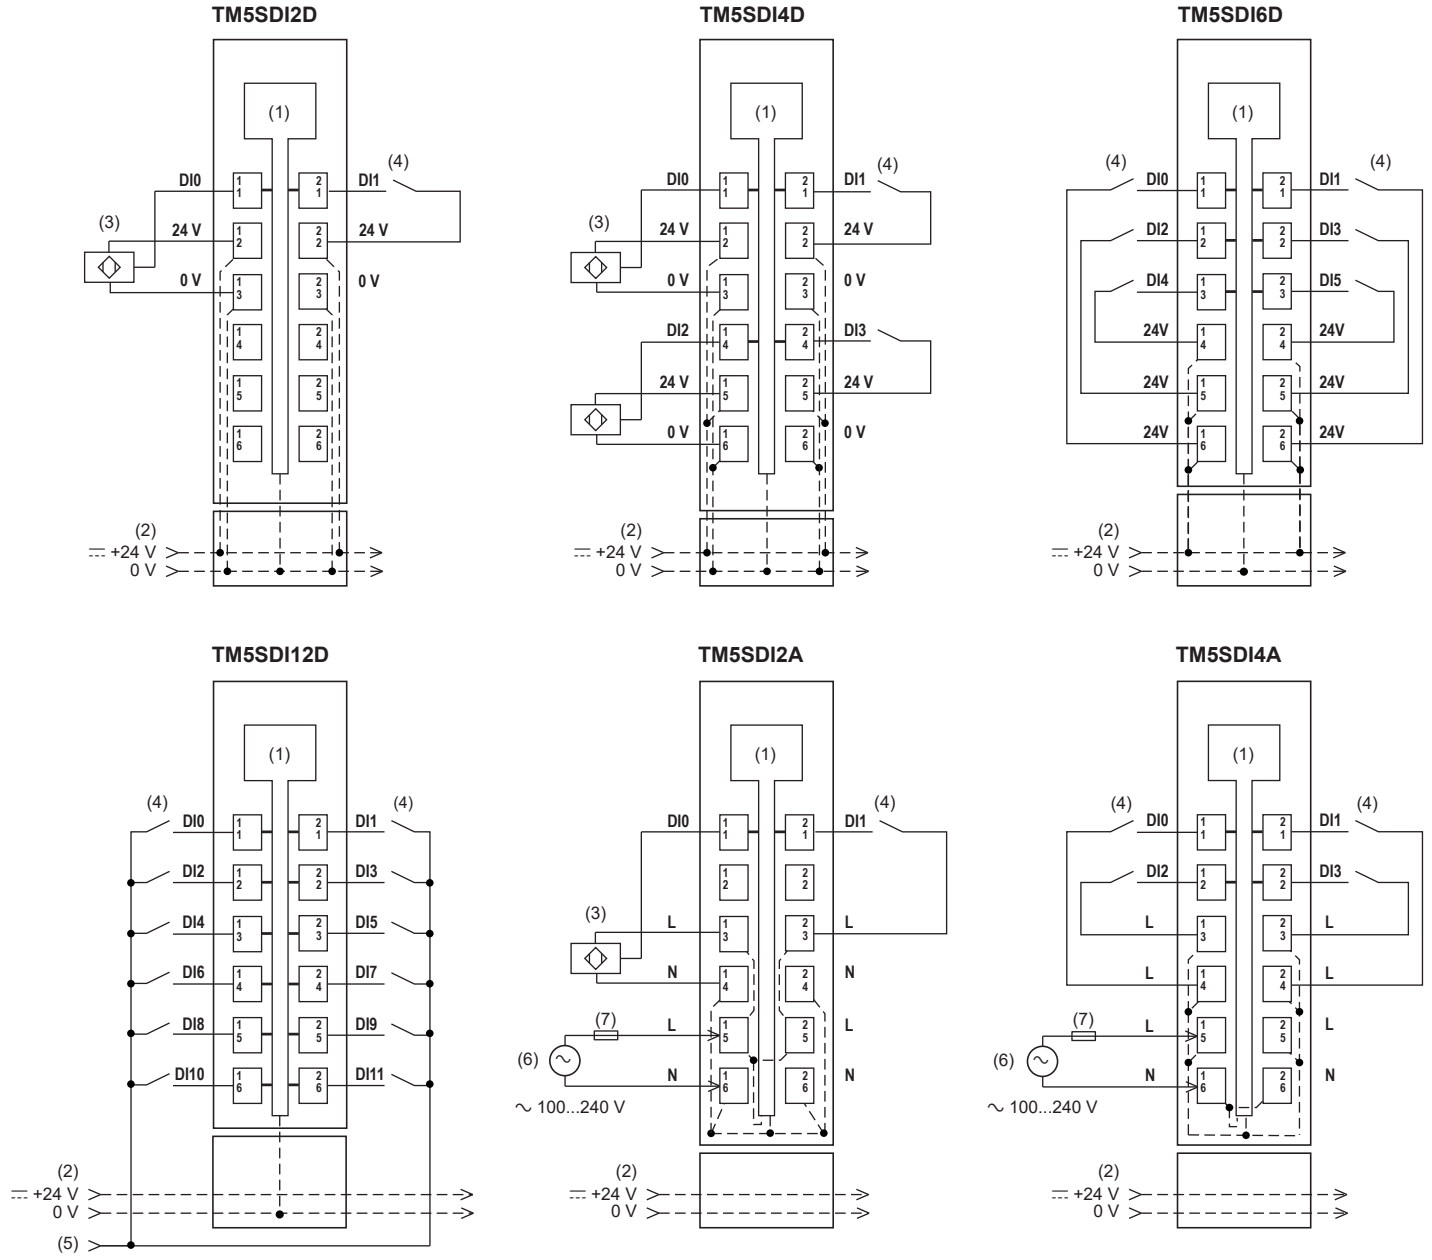 TM5SDI2D
(1)
DI0 1 1 2 1 DI1 (4)
(3) 24 V 1 2 2 2 24 V
0 V 1 3 2 3 0 V
1 4 2 4
1 5 2 5
1 6 2 6
(2)
+24 V
0 V
TM5SDI4D
(1)
DI0 1 1 2 1 DI1 (4)
(3) 24 V 1 2 2 2 24 V
0 V 1 3 2 3 0 V
DI2 1 4 2 4 DI3
24 V 1 5 2 5 24 V
0 V 1 6 2 6 0 V
(2)
+24 V
0 V
TM5SDI6D
(1)
(4) DI0 1 1 2 1 DI1 (4)
DI2 1 2 2 2 DI3
DI4 1 3 2 3 DI5
24V 1 4 2 4 24V
24V 1 5 2 5 24V
24V 1 6 2 6 24V
(2)
+24 V
0 V
TM5SDI12D
(1)
(4) DI0 1 1 2 1 DI1 (4)
DI2 1 2 2 2 DI3
DI4 1 3 2 3 DI5
DI6 1 4 2 4 DI7
DI8 1 5 2 5 DI9
DI10 1 6 2 6 DI11
(2)
+24 V
0 V
(5)
TM5SDI2A
(1)
DI0 1 1 2 1 DI1 (4)
1 2 2 2
(3) L 1 3 2 3 L
N 1 4 2 4 N
(7) L 1 5 2 5 L
(6) N 1 6 2 6 N
~ 100...240 V
(2)
+24 V
0 V
TM5SDI4A
(1)
(4) DI0 1 1 2 1 DI1 (4)
DI2 1 2 2 2 DI3
L 1 3 2 3 L
L 1 4 2 4 L
(7) L 1 5 2 5 L
(6) N 1 6 2 6 N
~ 100...240 V
(2)
+24 V
0 V